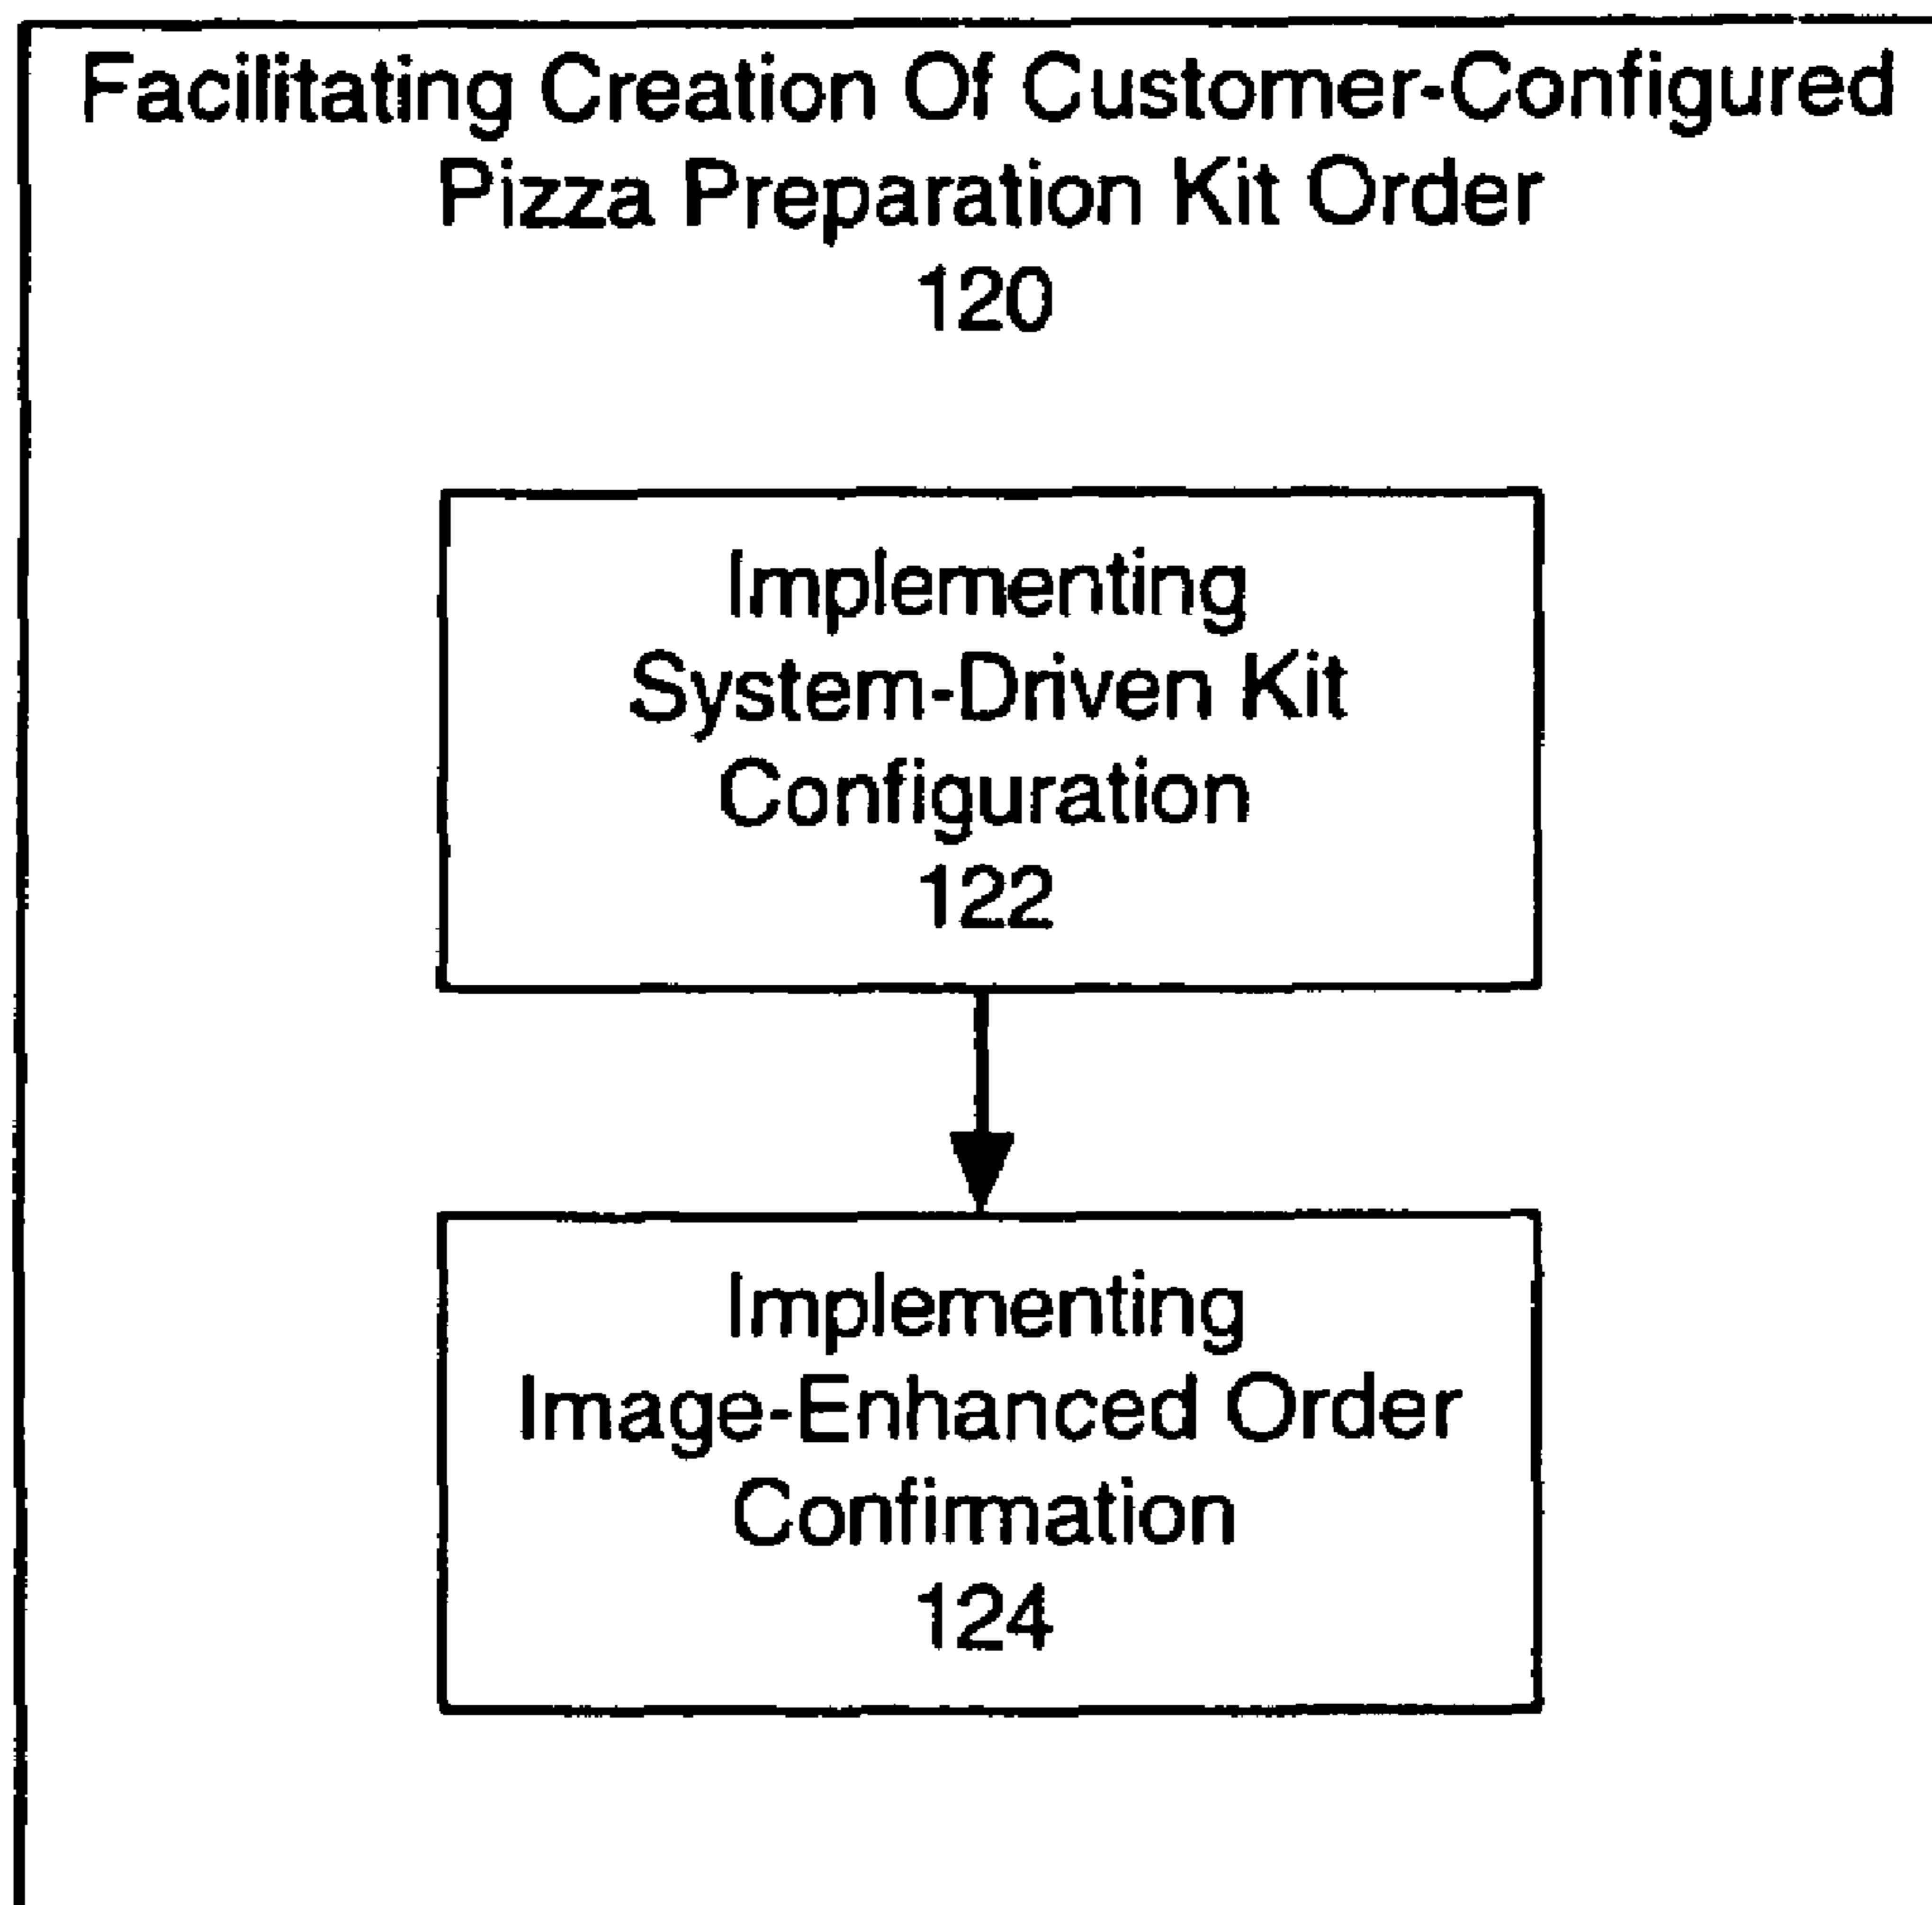 Facilitating Creation Of Customer-Configured
Pizza Preparation Kit Order
120
Implementing
System-Driven Kit
Configuration
122
Implementing
Image-Enhanced Order
Confirmation
124